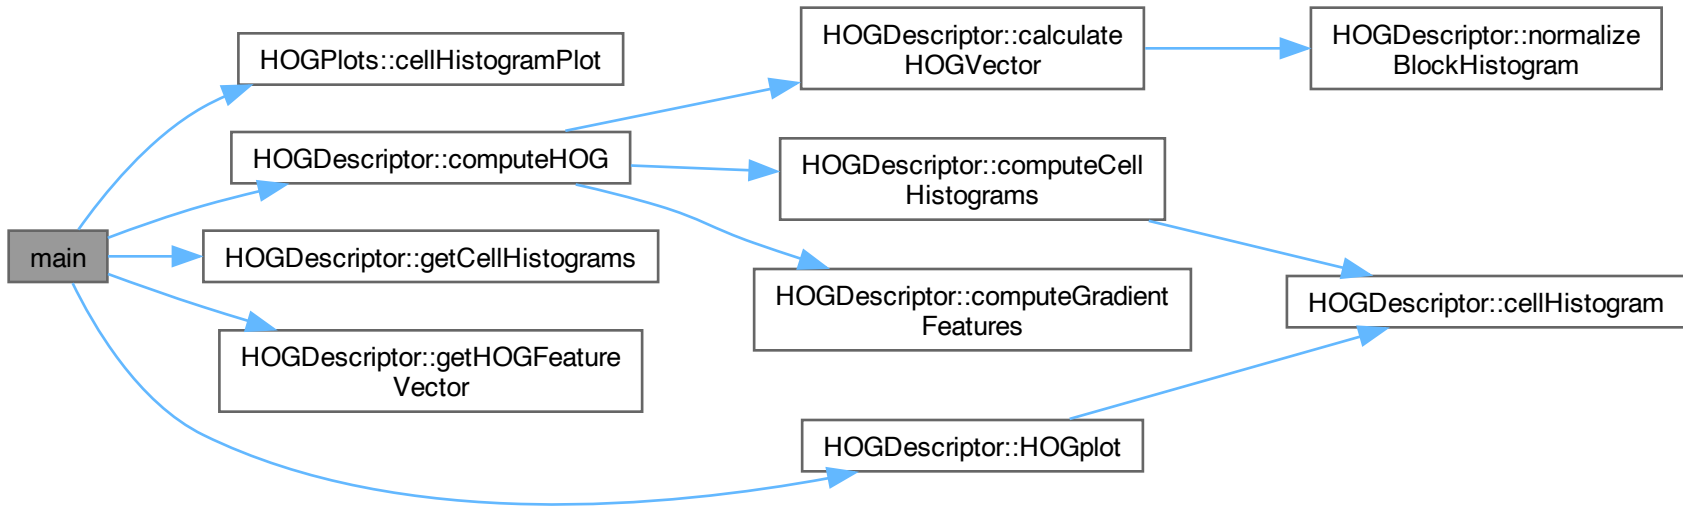 main
HOGPlots::cellHistogramPlot
HOGDescriptor::computeHOG
HOGDescriptor::getCellHistograms
HOGDescriptor::getHOGFeature
Vector
HOGDescriptor::calculate
HOGVector
HOGDescriptor::computeCell
Histograms
HOGDescriptor::computeGradient
Features
HOGDescriptor::HOGplot
HOGDescriptor::normalize
BlockHistogram
HOGDescriptor::cellHistogram